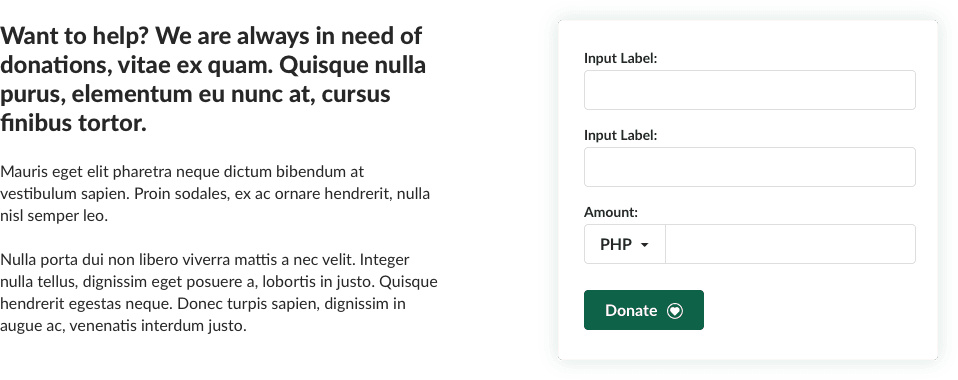 Want to help? We are always in need of
donations, vitae ex quam. Quisque nulla
purus, elementum eu nunc at, cursus
finibus tortor.
Mauris eget elit pharetra neque dictum bibendum at
vestibulum sapien. Proin sodales, ex ac ornare hendrerit, nulla
nisl semper leo.
Nulla porta dui non libero viverra mattis a nec velit. Integer
nulla tellus, dignissim eget posuere a, lobortis in justo. Quisque
hendrerit egestas neque. Donec turpis sapien, dignissim in
augue ac, venenatis interdum justo.
Input Label:
Input Label:
Amount:
PHP
Donate